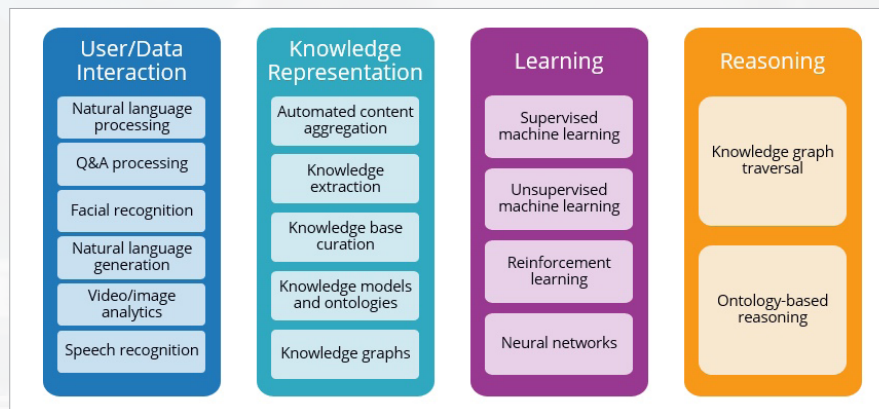 User/Data
Interaction
Natural language
processing
Q&A processing
Facial recognition
Natural language
generation
Video/image
analytics
Speech recognition
Knowledge
Representation
Automated content
aggregation
Knowledge
extraction
Knowledge base
curation
Knowledge models
and ontologies
Knowledge graphs
Learning
Supervised
machine learning
Unsupervised
machine learning
Reinforcement
learning
Neural networks
Reasoning
Knowledge graph
traversal
Ontology-based
reasoning